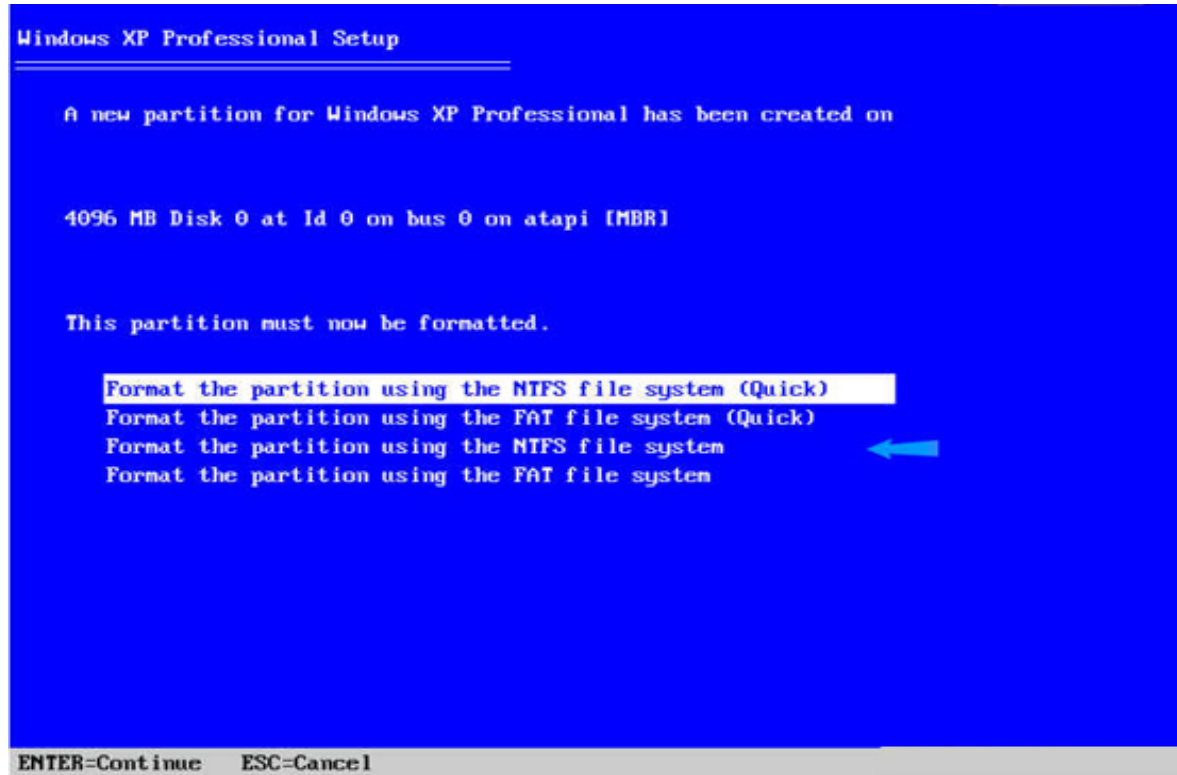 Windows XP Professional Setup
A new partition for Windows XP Professional has been created on
4096 MB Disk 0 at Id 0 on bus 0 on atapi [MBR]
This partition must now be formatted.
Format the partition using the NTFS file system (Quick)
Format the partition using the FAT file system (Quick)
Format the partition using the NTFS file system
Format the partition using the FAT file system
ENTER=Continue ESC=Cancel